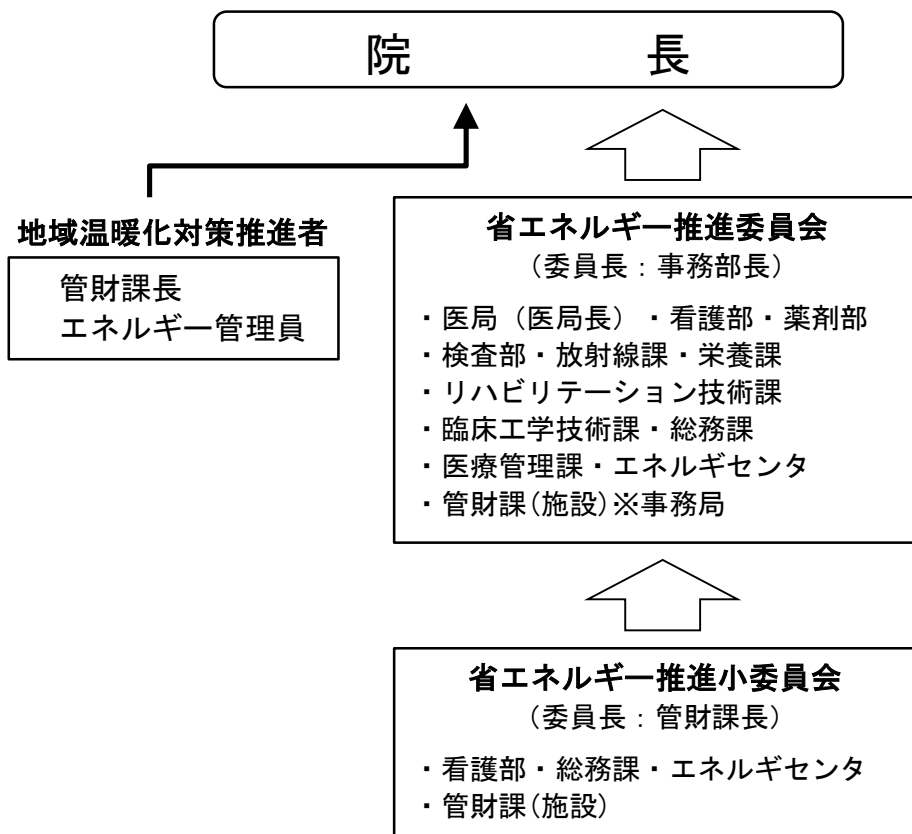 院 長
地域温暖化対策推進者
管財課長
エネルギー管理員
省エネルギー推進委員会
（委員長：事務部長）
・医局（医局長）・看護部・薬剤部
・検査部・放射線課・栄養課
・リハビリテーション技術課
・臨床工学技術課・総務課
・医療管理課・エネルギセンタ
・管財課(施設)※事務局
省エネルギー推進小委員会
（委員長：管財課長）
・看護部・総務課・エネルギセンタ
・管財課(施設)